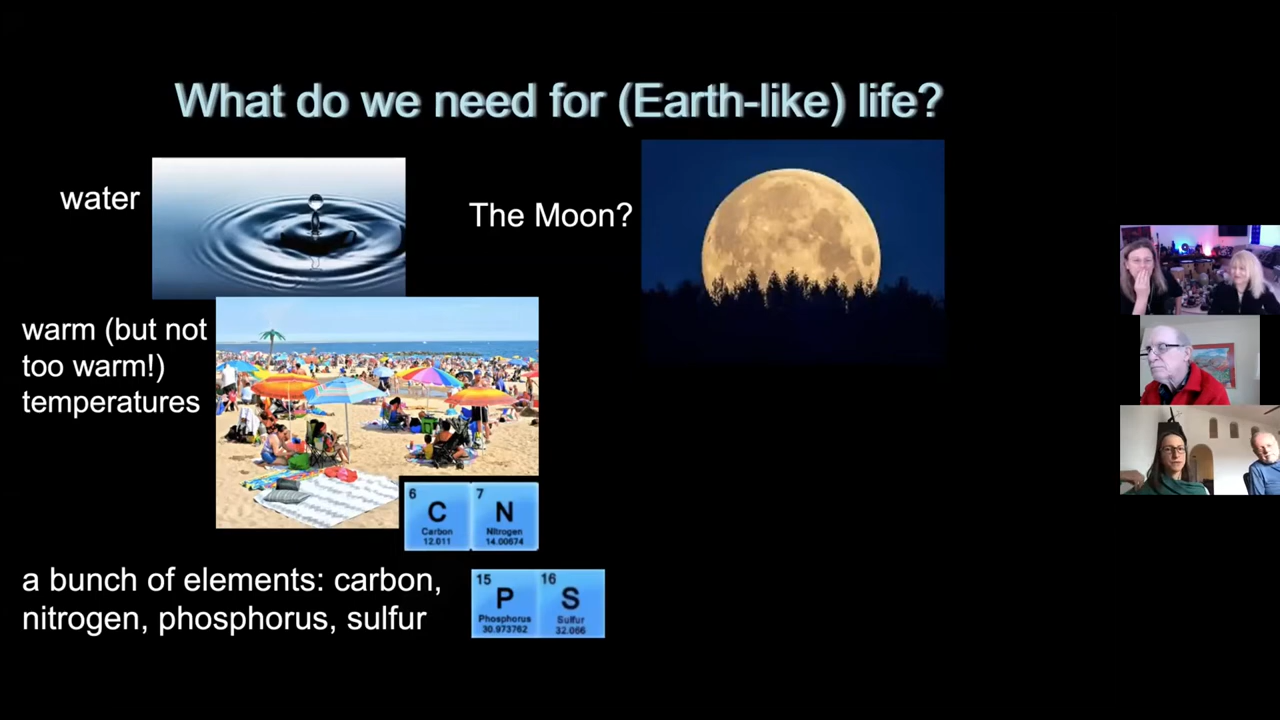 What do we need for (Earth-like) life?
water
The Moon?
warm (but not
too warm!)
temperatures
6
C
Carbon
12.011
7
N
Nitrogen
14.00674
a bunch of elements: carbon,
nitrogen, phosphorus, sulfur
15
P
Phosphorus
30.973762
16
S
Sulfur
32.066